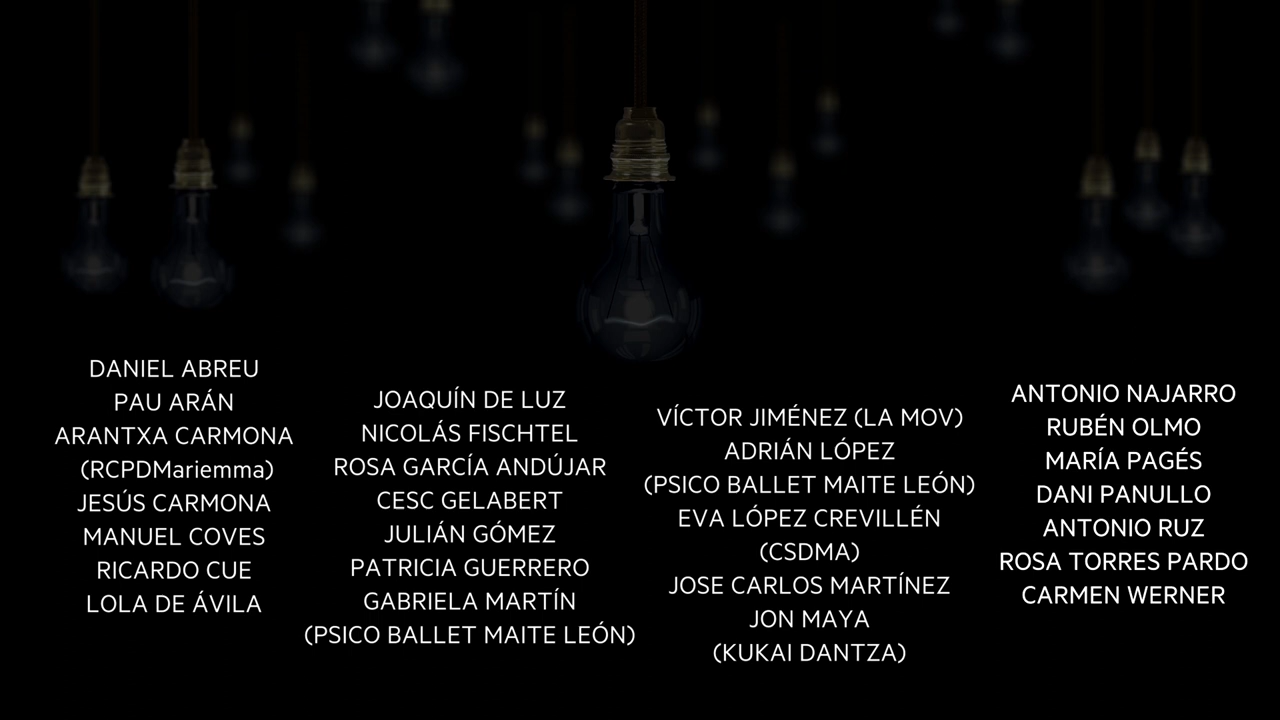 DANIEL ABREU
PAU ARÁN
ARANTXA CARMONA
(RCPDMariemma)
JESÚS CARMONA
MANUEL COVES
RICARDO CUE
LOLA DE ÁVILA
JOAQUÍN DE LUZ
NICOLÁS FISCHTEL
ROSA GARCÍA ANDÚJAR
CESC GELABERT
JULIÁN GÓMEZ
PATRICIA GUERRERO
GABRIELA MARTÍN
(PSICO BALLET MAITE LEÓN)
VÍCTOR JIMÉNEZ (LA MOV)
ADRIÁN LÓPEZ
(PSICO BALLET MAITE LEÓN)
EVA LÓPEZ CREVILLÉN
(CSDMA)
JOSE CARLOS MARTÍNEZ
JON MAYA
(KUKAI DANTZA)
ANTONIO NAJARRO
RUBÉN OLMO
MARÍA PAGÉS
DANI PANULLO
ANTONIO RUZ
ROSA TORRES PARDO
CARMEN WERNER